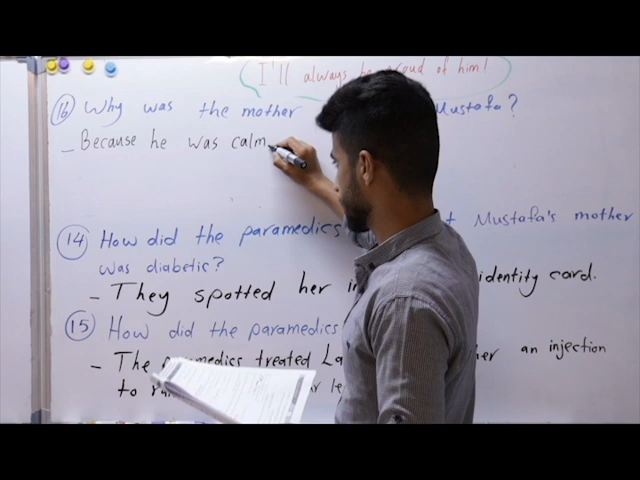 I'll always be proud of him!
16 Why was the mother Mustafa?
- Because he was calm
14 How did the paramedics Mustafa's mother
was diabetic?
- They spotted her identity card.
15 How did the paramedics
- The paramedics treated her an injection
to